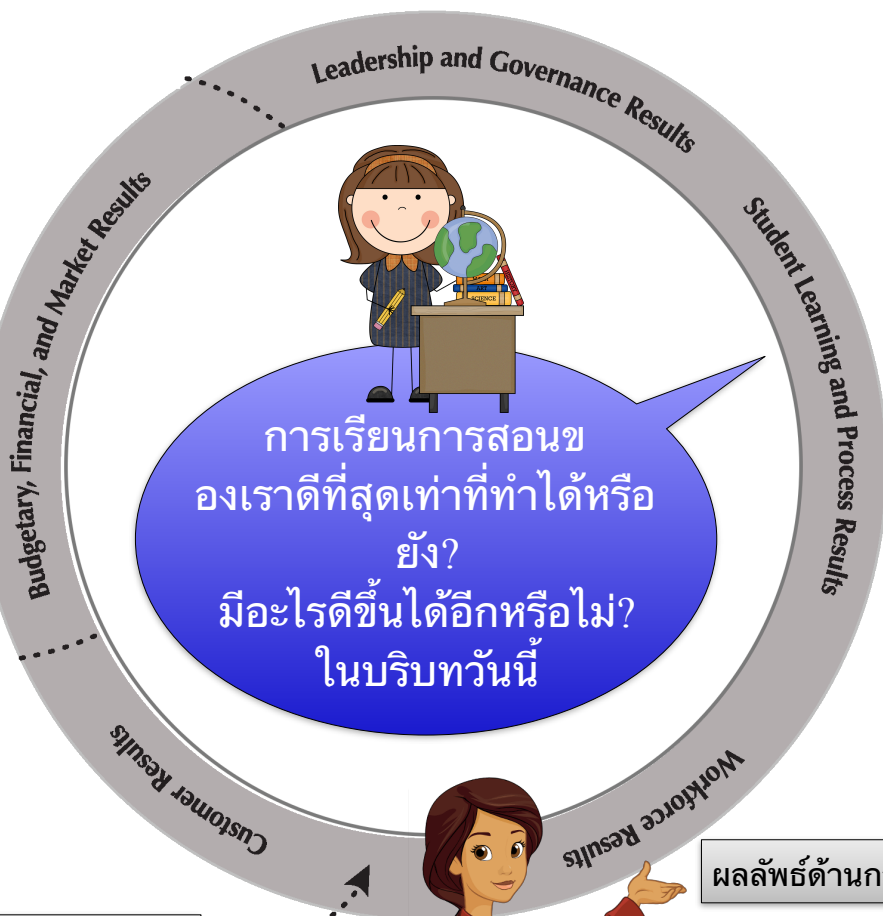 Leadership and Governance Results
Student Learning and Process Results
Budgetary, Financial, and Market Results
SCIENCE
การเรียนการสอนข
องเราดีที่สุดเท่าที่ทำได้หรือ
ยัง?
มีอะไรดีขึ้นได้อีกหรือไม่?
ในบริบทวันนี้
Customer Results
Workforce Results
ผลลัพธ์ด้านก